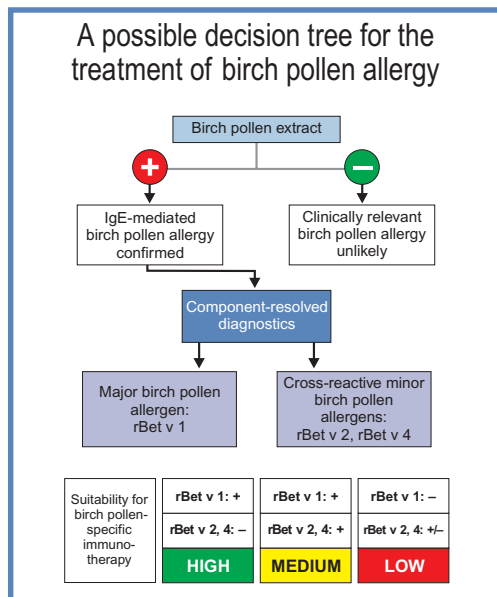 A possible decision tree for the
treatment of birch pollen allergy
Birch pollen extract
+
–
IgE-mediated
birch pollen allergy
confirmed
Clinically relevant
birch pollen allergy
unlikely
Component-resolved
diagnostics
Major birch pollen
allergen:
rBet v 1
Cross-reactive minor
birch pollen
allergens:
rBet v 2, rBet v 4
Suitability for
birch pollen-
specific
immuno-
therapy
rBet v 1: +
rBet v 2, 4: –
HIGH
rBet v 1: +
rBet v 2, 4: +
MEDIUM
rBet v 1: –
rBet v 2, 4: +/–
LOW